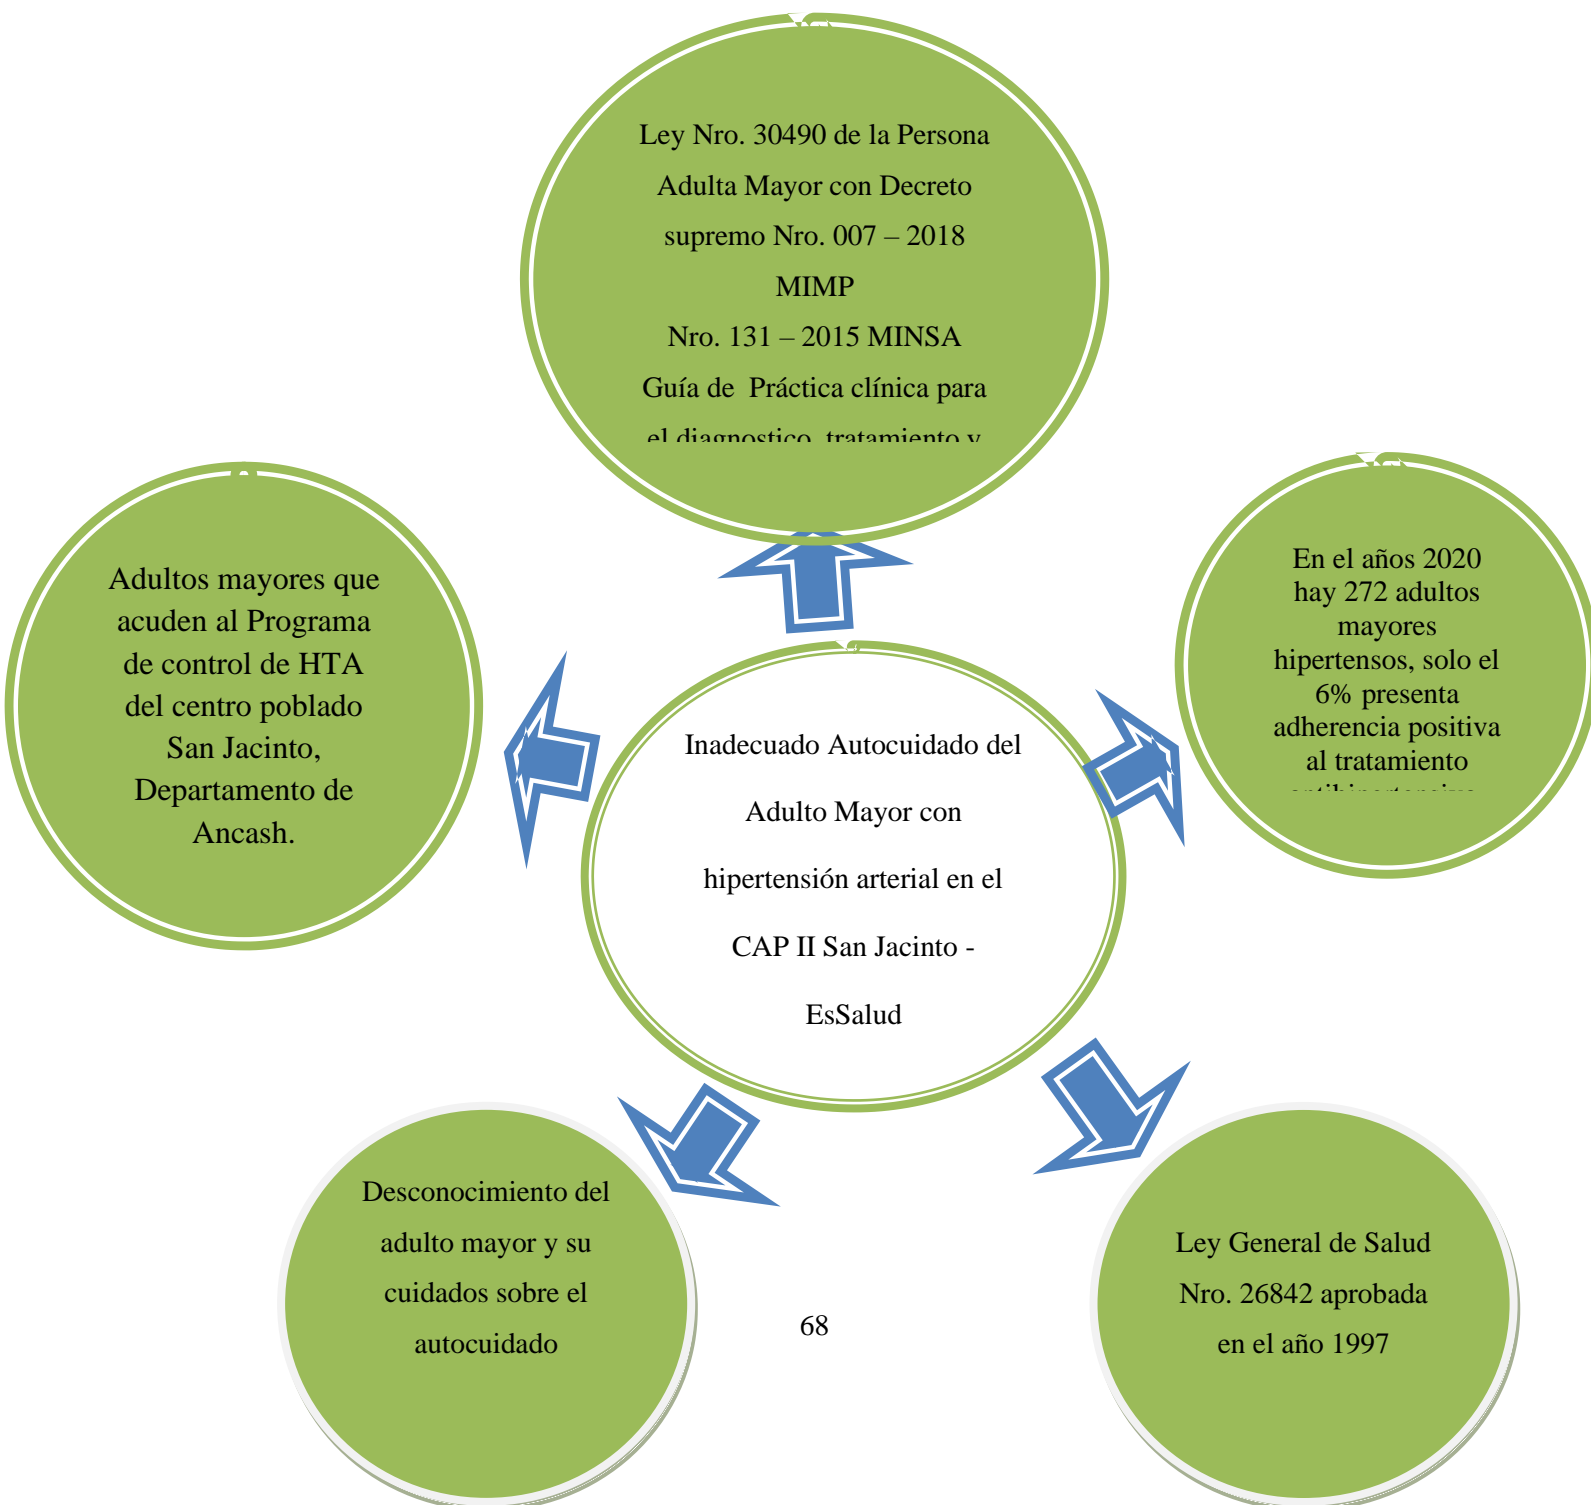 Ley Nro. 30490 de la Persona
Adulta Mayor con Decreto
supremo Nro. 007 – 2018
MIMP
Nro. 131 – 2015 MINSA
Guía de Práctica clínica para
el diagnostico, tratamiento y
Adultos mayores que
acuden al Programa
de control de HTA
del centro poblado
San Jacinto,
Departamento de
Ancash.
En el años 2020
hay 272 adultos
mayores
hipertensos, solo el
6% presenta
adherencia positiva
al tratamiento
Inadecuado Autocuidado del
Adulto Mayor con
hipertensión arterial en el
CAP II San Jacinto -
EsSalud
Desconocimiento del
adulto mayor y su
cuidados sobre el
autocuidado
Ley General de Salud
Nro. 26842 aprobada
en el año 1997
68